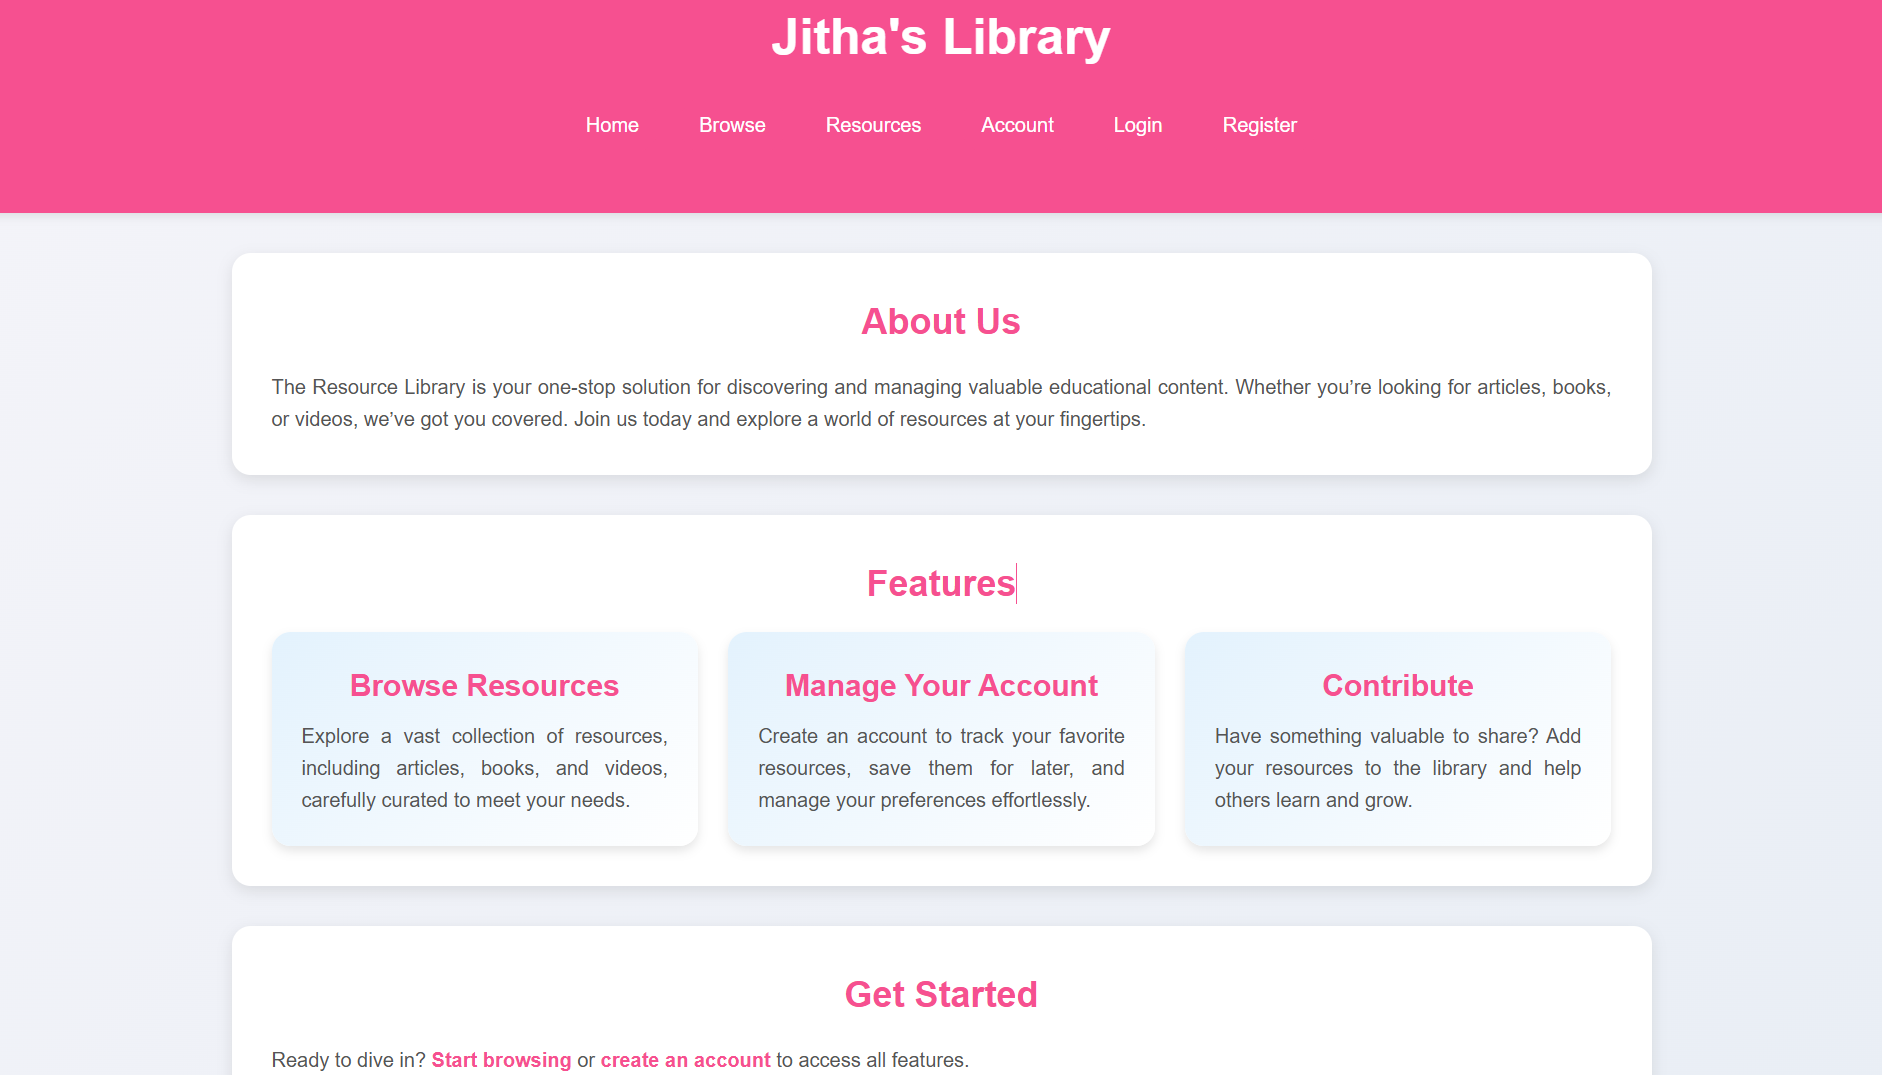 Jitha's Library
Home Browse Resources Account Login Register
About Us
The Resource Library is your one-stop solution for discovering and managing valuable educational content. Whether you’re looking for articles, books,
or videos, we’ve got you covered. Join us today and explore a world of resources at your fingertips.
Features
Browse Resources
Explore a vast collection of resources,
including articles, books, and videos,
carefully curated to meet your needs.
Manage Your Account
Create an account to track your favorite
resources, save them for later, and
manage your preferences effortlessly.
Contribute
Have something valuable to share? Add
your resources to the library and help
others learn and grow.
Get Started
Ready to dive in? Start browsing or create an account to access all features.